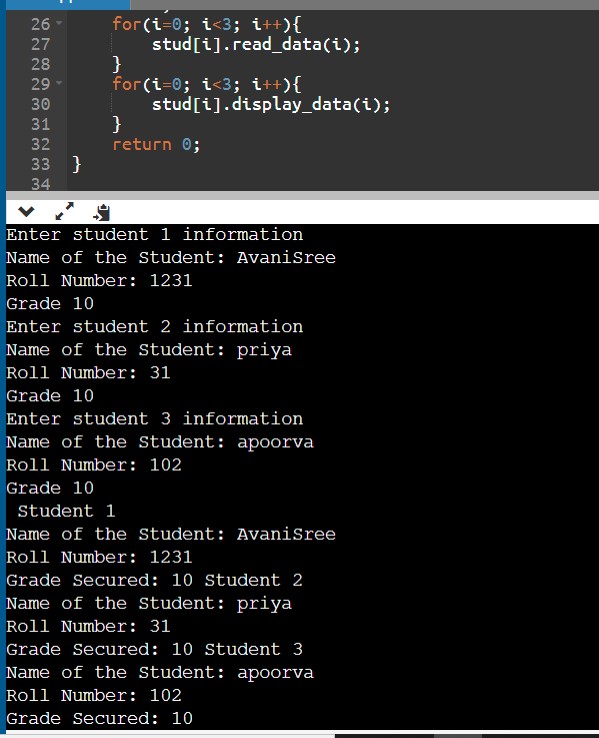 26 for(i=0; i<3; i++){
27 stud[i].read_data(i);
28 }
29 for(i=0; i<3; i++){
30 stud[i].display_data(i);
31 }
32 return 0;
33 }
34
Enter student 1 information
Name of the Student: AvaniSree
Roll Number: 1231
Grade 10
Enter student 2 information
Name of the Student: priya
Roll Number: 31
Grade 10
Enter student 3 information
Name of the Student: apoorva
Roll Number: 102
Grade 10
Student 1
Name of the Student: AvaniSree
Roll Number: 1231
Grade Secured: 10 Student 2
Name of the Student: priya
Roll Number: 31
Grade Secured: 10 Student 3
Name of the Student: apoorva
Roll Number: 102
Grade Secured: 10